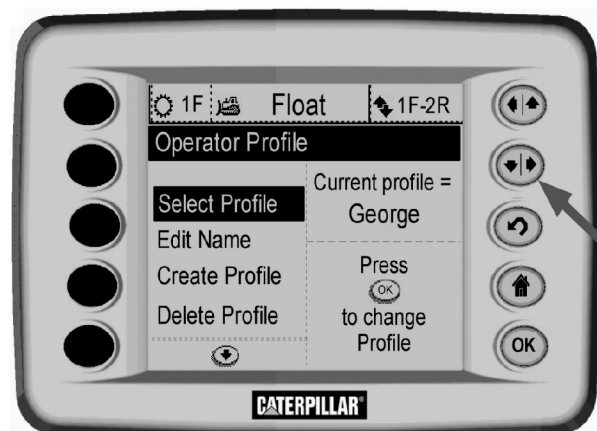 1F Float 1F-2R
Operator Profile
Select Profile
Edit Name
Create Profile
Delete Profile
Current profile =
George
Press
OK
to change
Profile
OK
CATERPILLAR®